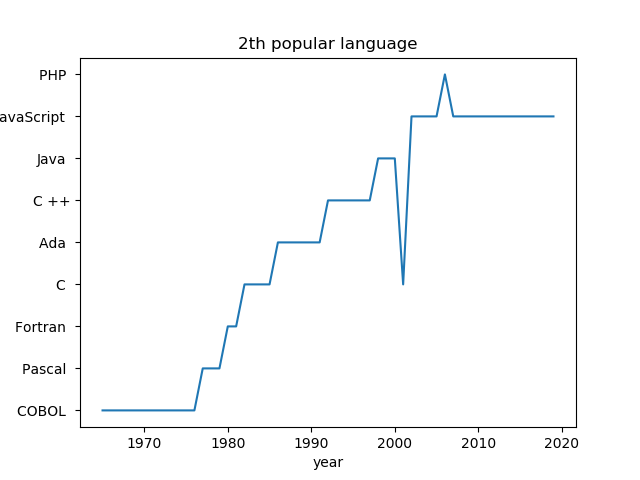 2th popular language
PHP
avaScript
Java
C ++
Ada
C
Fortran
Pascal
COBOL
1970 1980 1990 2000 2010 2020
year